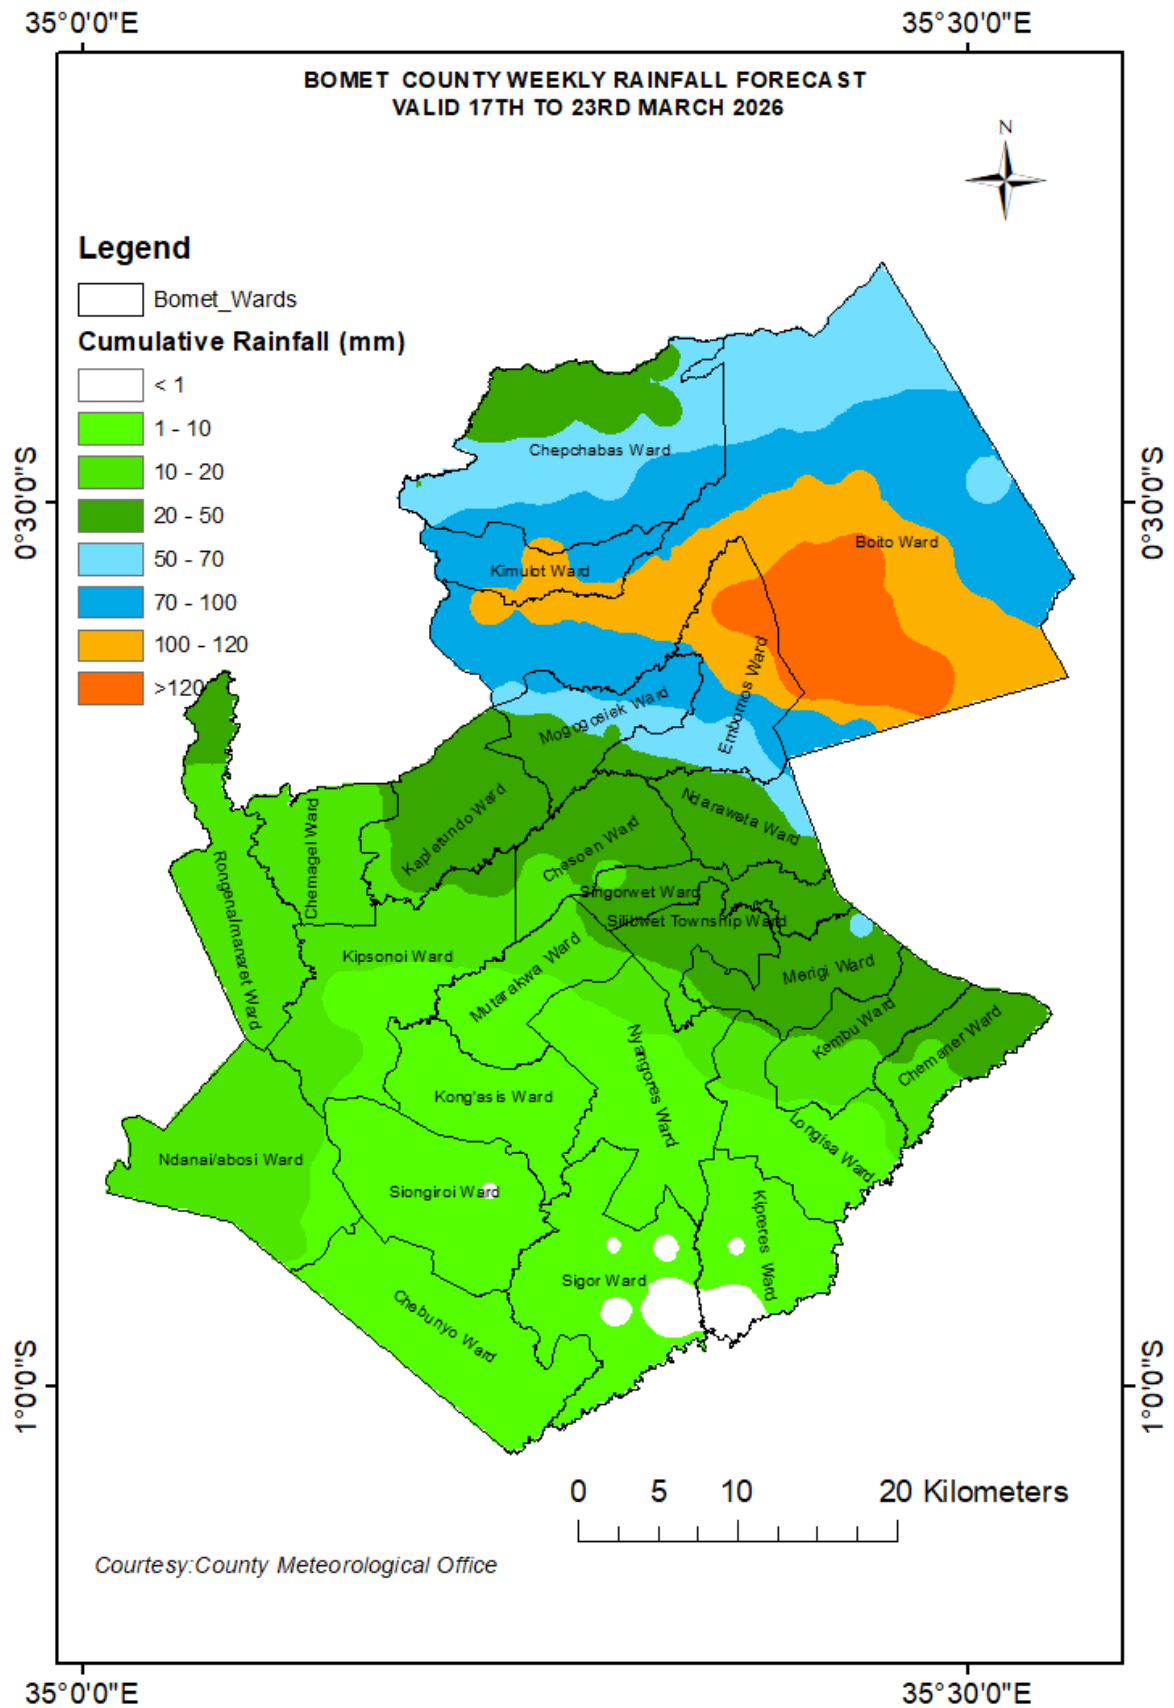 35°0'0"E 35°30'0"E
BOMET COUNTY WEEKLY RAINFALL FORECAST
VALID 17TH TO 23RD MARCH 2026
N
Legend
Bomet_Wards
Cumulative Rainfall (mm)
< 1
1 - 10
10 - 20
20 - 50
50 - 70
70 - 100
100 - 120
>120
0°30'0"S 0°30'0"S
Chepchabas Ward
Boito Ward
Kimulot Ward
Embomos Ward
Mogogosiek Ward
Kapletundo Ward
Ndaraweta Ward
Chemagel Ward
Chesoen Ward
Rongena/manaret Ward
Singorwet Ward
Silibwet Township Ward
Kipsonoi Ward
Mutarakwa Ward
Merigi Ward
Kembu Ward
Chemaner Ward
Nyangores Ward
Kong'asis Ward
Longisa Ward
Ndanai/abosi Ward
Siongiroi Ward
Kipreres Ward
Sigor Ward
Chebunyo Ward
1°0'0"S 1°0'0"S
0 5 10 20 Kilometers
Courtesy:County Meteorological Office
35°0'0"E 35°30'0"E